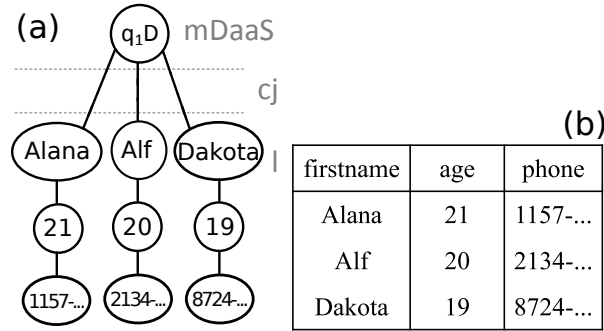 (a)
q₁D
mDaaS
cj
Alana
Alf
Dakota
l
21
20
19
1157-...
2134-...
8724-...
(b)
firstname age phone
Alana 21 1157-...
Alf 20 2134-...
Dakota 19 8724-...